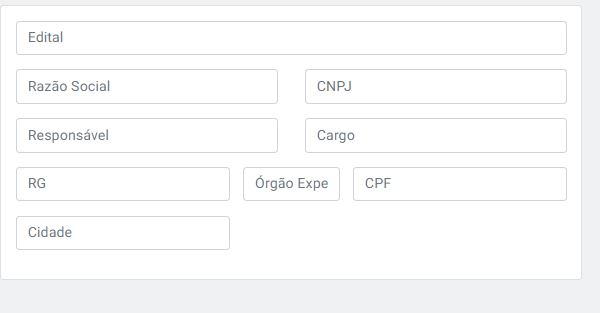 Edital
Razão Social CNPJ
Responsável Cargo
RG Órgão Expe CPF
Cidade